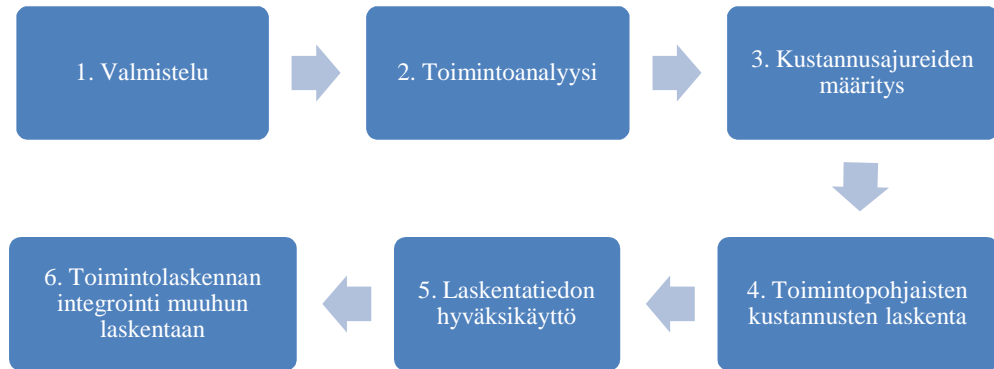 1. Valmistelu
2. Toimintoanalyysi
3. Kustannusajureiden
määritys
4. Toimintopohjaisten
kustannusten laskenta
5. Laskentatiedon
hyväksikäyttö
6. Toimintolaskennan
integrointi muuhun
laskentaan